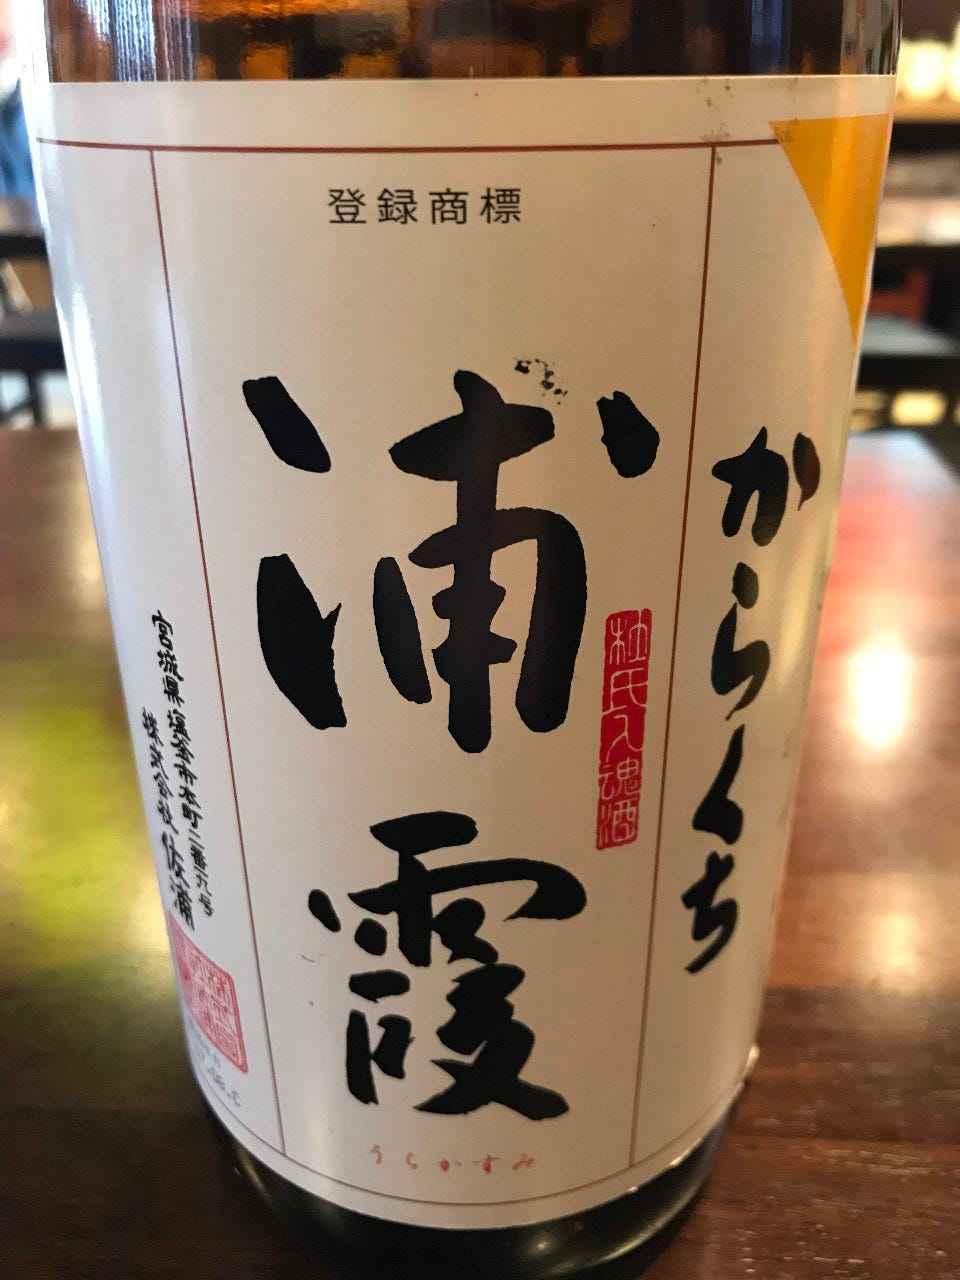 登録商標
からくち
浦霞
杜氏入魂酒
うらかすみ
宮城県塩釜市本町二番九号
株式会社佐浦